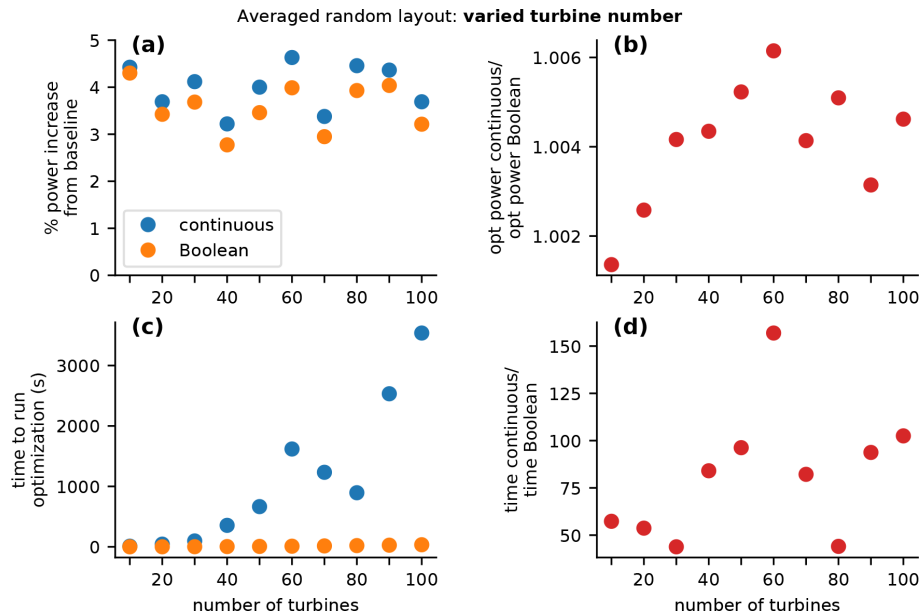 Averaged random layout: varied turbine number
(a)
% power increase
from baseline
5
4
3
2
1
0
continuous
Boolean
20
40
60
80
100
(b)
opt power continuous/
opt power Boolean
1.006
1.004
1.002
20
40
60
80
100
(c)
time to run
optimization (s)
3000
2000
1000
0
20
40
60
80
100
number of turbines
(d)
time continuous/
time Boolean
150
125
100
75
50
20
40
60
80
100
number of turbines